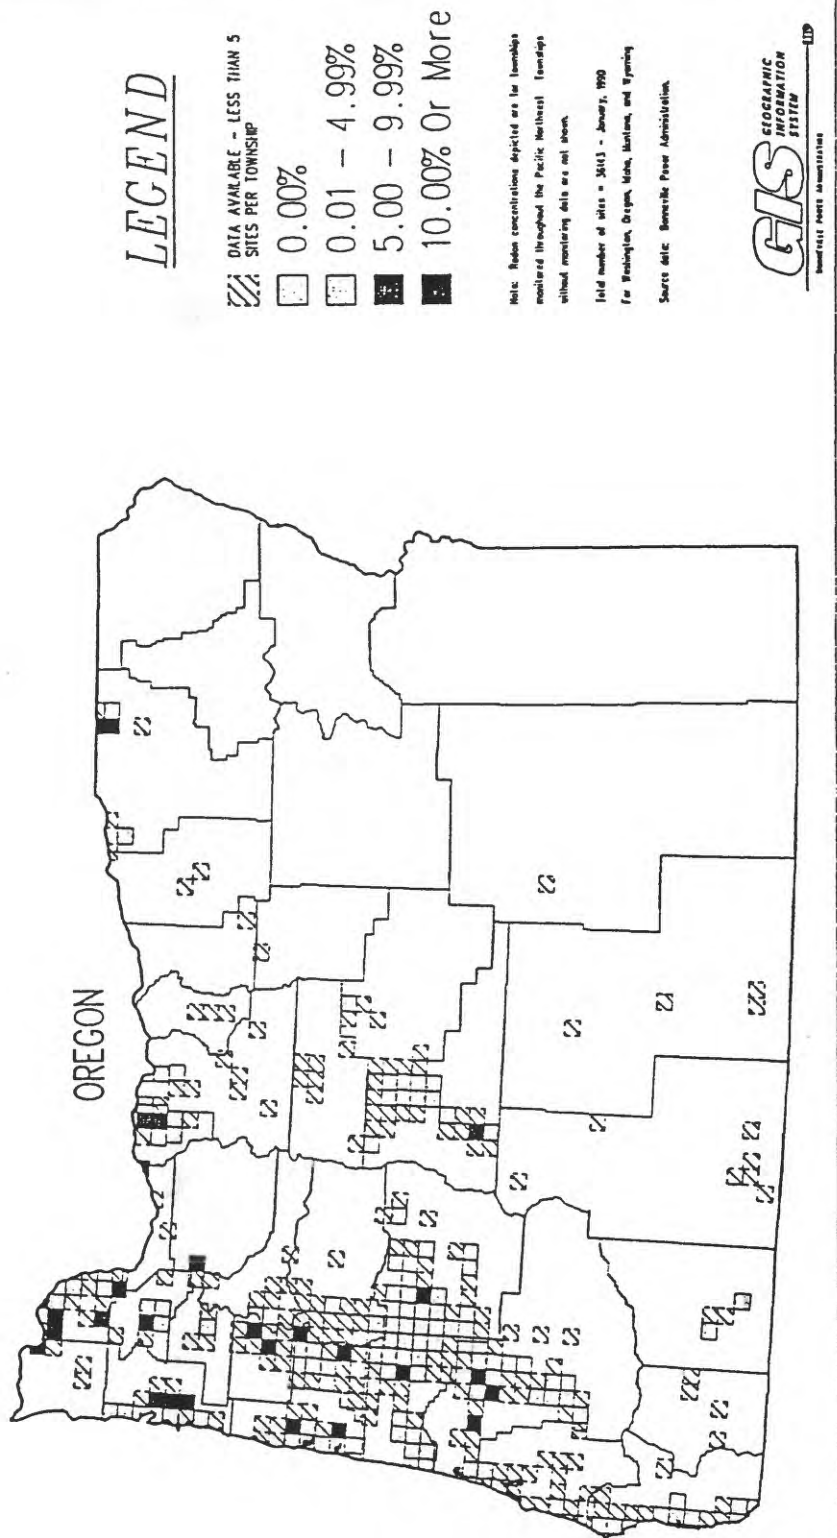 OREGON
LEGEND
DATA AVAILABLE - LESS THAN 5
SITES PER TOWNSHIP
0.00%
0.01 - 4.99%
5.00 - 9.99%
10.00% Or More
Note: Radon concentrations depicted are for townships
monitored throughout the Pacific Northwest Townships
without monitoring data are not shown.
Total number of sites = 36143 - January, 1990
For Washington, Oregon, Idaho, Montana, and Wyoming
Source data: Bonneville Power Administration.
GIS
GEOGRAPHIC
INFORMATION
SYSTEM
BONNEVILLE POWER ADMINISTRATION